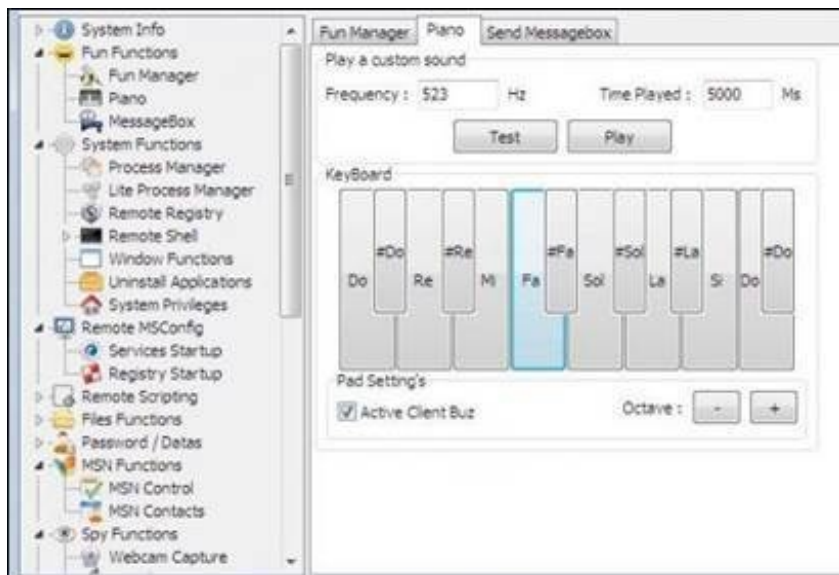 System Info
Fun Functions
Fun Manager
Piano
MessageBox
System Functions
Process Manager
Lite Process Manager
Remote Registry
Remote Shell
Window Functions
Uninstall Applications
System Privileges
Remote MSConfig
Services Startup
Registry Startup
Remote Scripting
Files Functions
Password / Datas
MSN Functions
MSN Control
MSN Contacts
Spy Functions
Webcam Capture
Fun Manager Piano Send Messagebox
Play a custom sound
Frequency : 523 Hz Time Played : 5000 Ms
Test Play
KeyBoard
#Do #Re #Fa #Sol #La #Do
Do Re Mi Fa Sol La Si Do
Pad Setting's
Active Client Buz Octave : - +